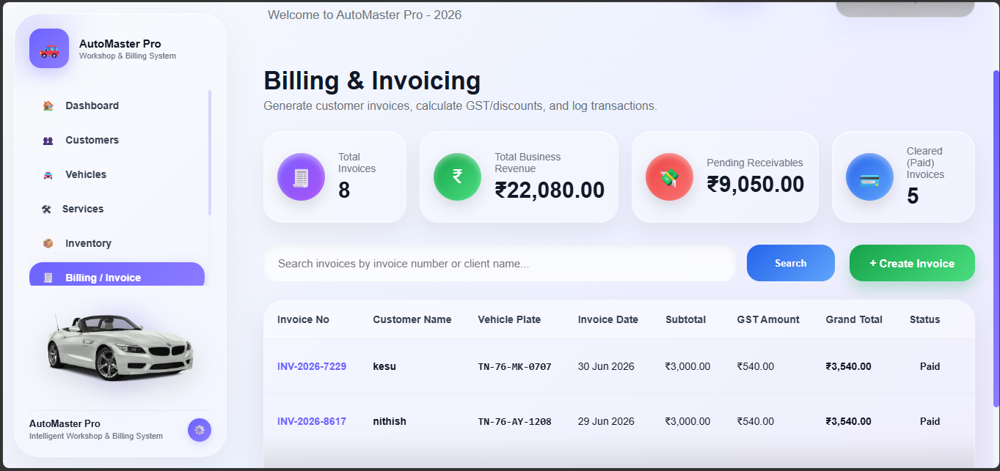 Welcome to AutoMaster Pro - 2026
AutoMaster Pro
Workshop & Billing System
Dashboard
Customers
Vehicles
Services
Inventory
Billing / Invoice
AutoMaster Pro
Intelligent Workshop & Billing System
Billing & Invoicing
Generate customer invoices, calculate GST/discounts, and log transactions.
Total
Invoices
8
₹
Total Business
Revenue
₹22,080.00
Pending Receivables
₹9,050.00
Cleared
(Paid)
Invoices
5
Search invoices by invoice number or client name...
Search
+ Create Invoice
Invoice No Customer Name Vehicle Plate Invoice Date Subtotal GST Amount Grand Total Status
INV-2026-7229 kesu TN-76-MK-0707 30 Jun 2026 ₹3,000.00 ₹540.00 ₹3,540.00 Paid
INV-2026-8617 nithish TN-76-AY-1208 29 Jun 2026 ₹3,000.00 ₹540.00 ₹3,540.00 Paid